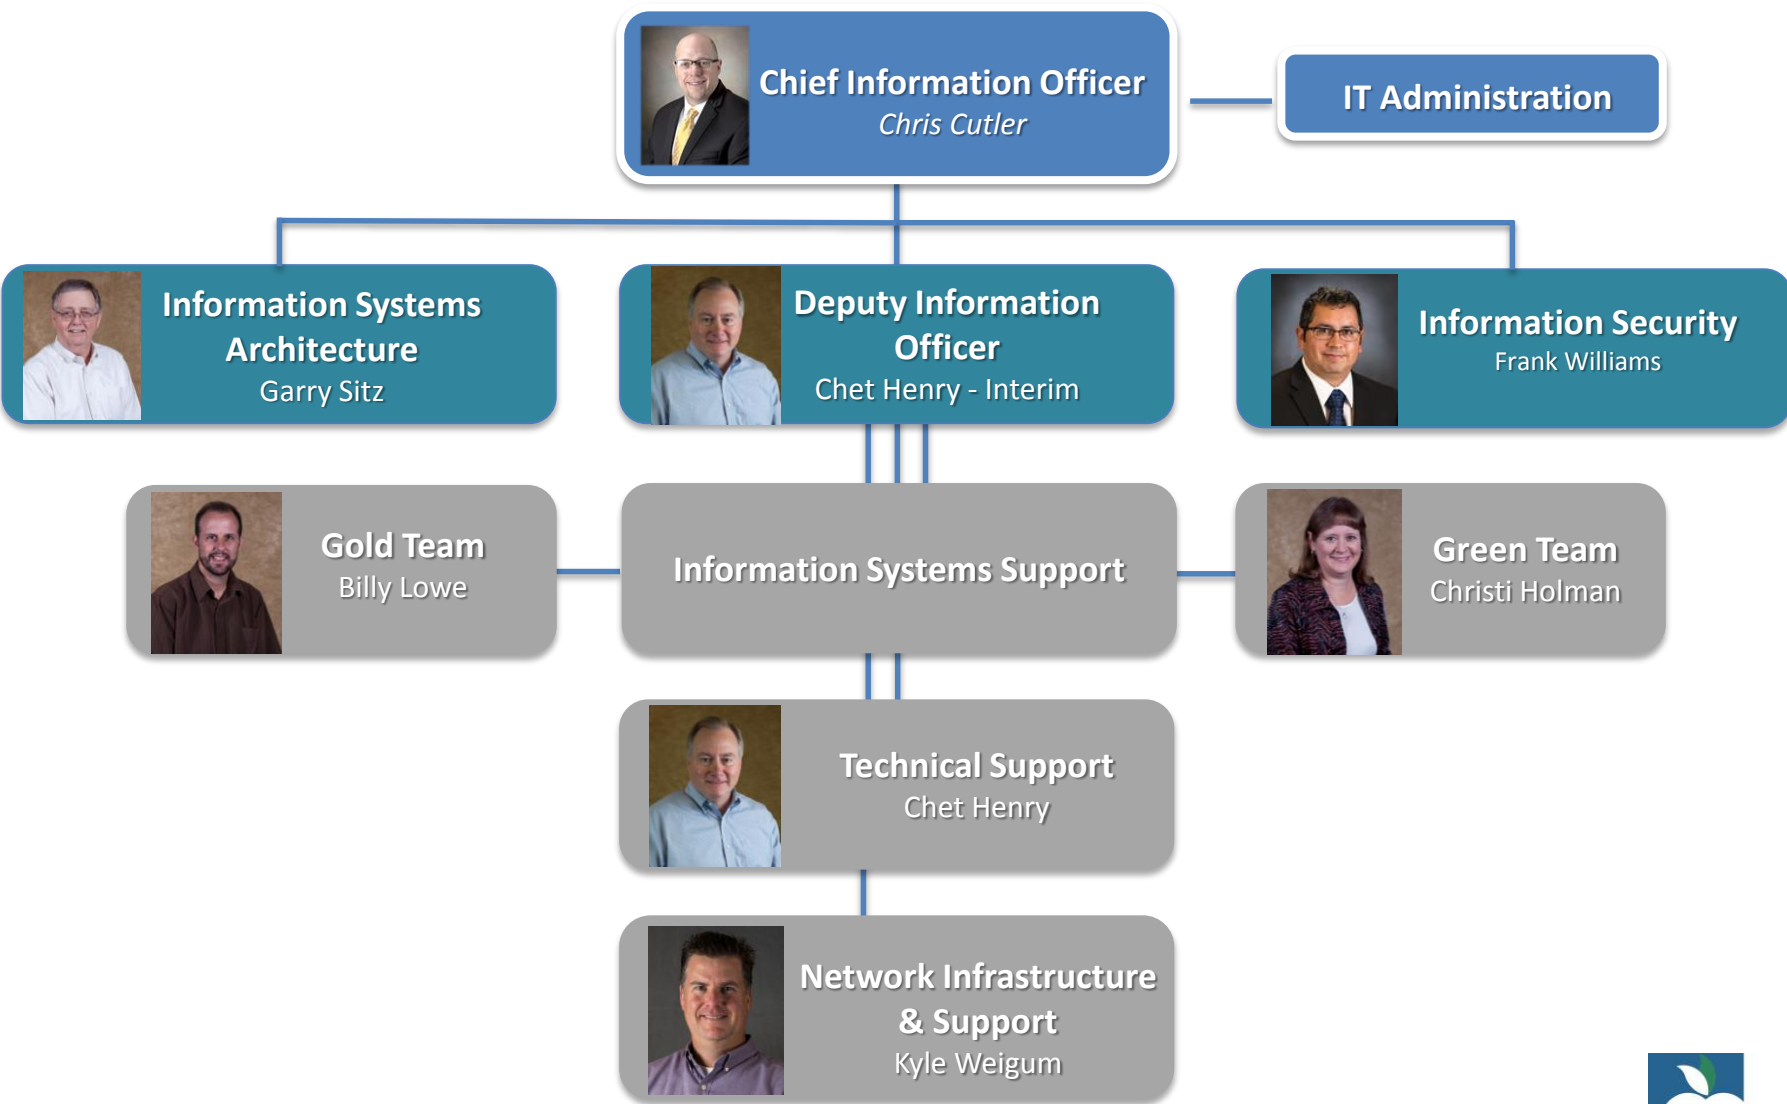 Chief Information Officer
Chris Cutler
IT Administration
Information Systems
Architecture
Garry Sitz
Deputy Information
Officer
Chet Henry - Interim
Information Security
Frank Williams
Gold Team
Billy Lowe
Information Systems Support
Green Team
Christi Holman
Technical Support
Chet Henry
Network Infrastructure
& Support
Kyle Weigum